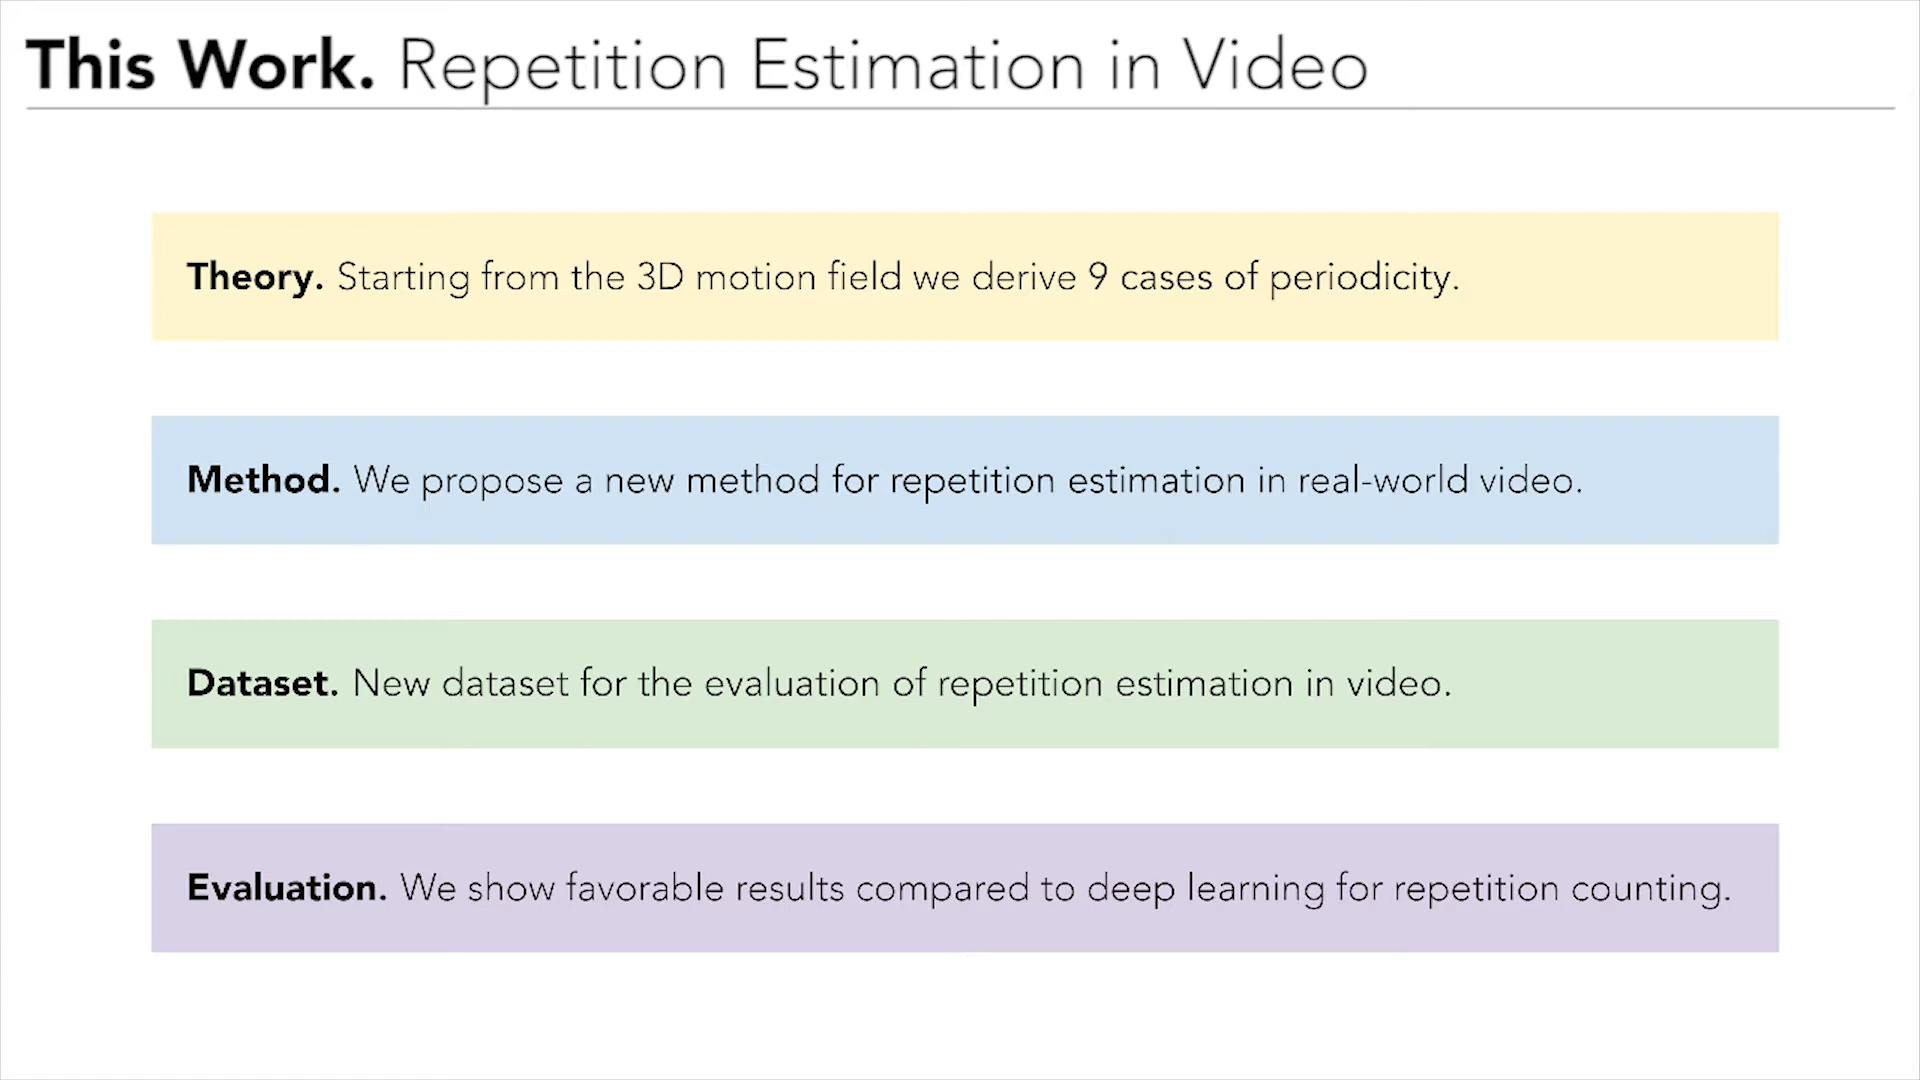 This Work. Repetition Estimation in Video
Theory. Starting from the 3D motion field we derive 9 cases of periodicity.
Method. We propose a new method for repetition estimation in real-world video.
Dataset. New dataset for the evaluation of repetition estimation in video.
Evaluation. We show favorable results compared to deep learning for repetition counting.